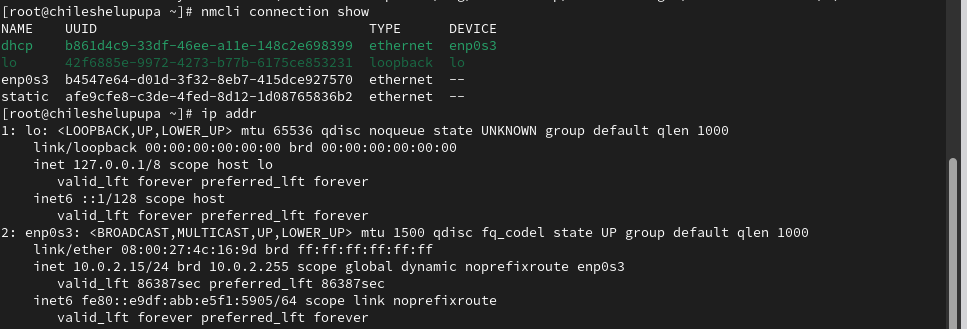 [root@chileshelupupa ~]# nmcli connection show
NAME    UUID                                  TYPE      DEVICE
dhcp    b861d4c9-33df-46ee-a11e-148c2e698399  ethernet  enp0s3
lo      42f6885e-9972-4273-b77b-6175ce853231  loopback  lo
enp0s3  b4547e64-d01d-3f32-8eb7-415dce927570  ethernet  --
static  afe9cfe8-c3de-4fed-8d12-1d08765836b2  ethernet  --
[root@chileshelupupa ~]# ip addr
1: lo: <LOOPBACK,UP,LOWER_UP> mtu 65536 qdisc noqueue state UNKNOWN group default qlen 1000
    link/loopback 00:00:00:00:00:00 brd 00:00:00:00:00:00
    inet 127.0.0.1/8 scope host lo
       valid_lft forever preferred_lft forever
    inet6 ::1/128 scope host
       valid_lft forever preferred_lft forever
2: enp0s3: <BROADCAST,MULTICAST,UP,LOWER_UP> mtu 1500 qdisc fq_codel state UP group default qlen 1000
    link/ether 08:00:27:4c:16:9d brd ff:ff:ff:ff:ff:ff
    inet 10.0.2.15/24 brd 10.0.2.255 scope global dynamic noprefixroute enp0s3
       valid_lft 86387sec preferred_lft 86387sec
    inet6 fe80::e9df:abb:e5f1:5905/64 scope link noprefixroute
       valid_lft forever preferred_lft forever